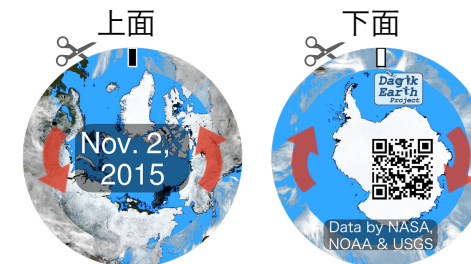 上面
下面
Nov. 2,
2015
Dagik
Earth
Project
Data by NASA,
NOAA & USGS